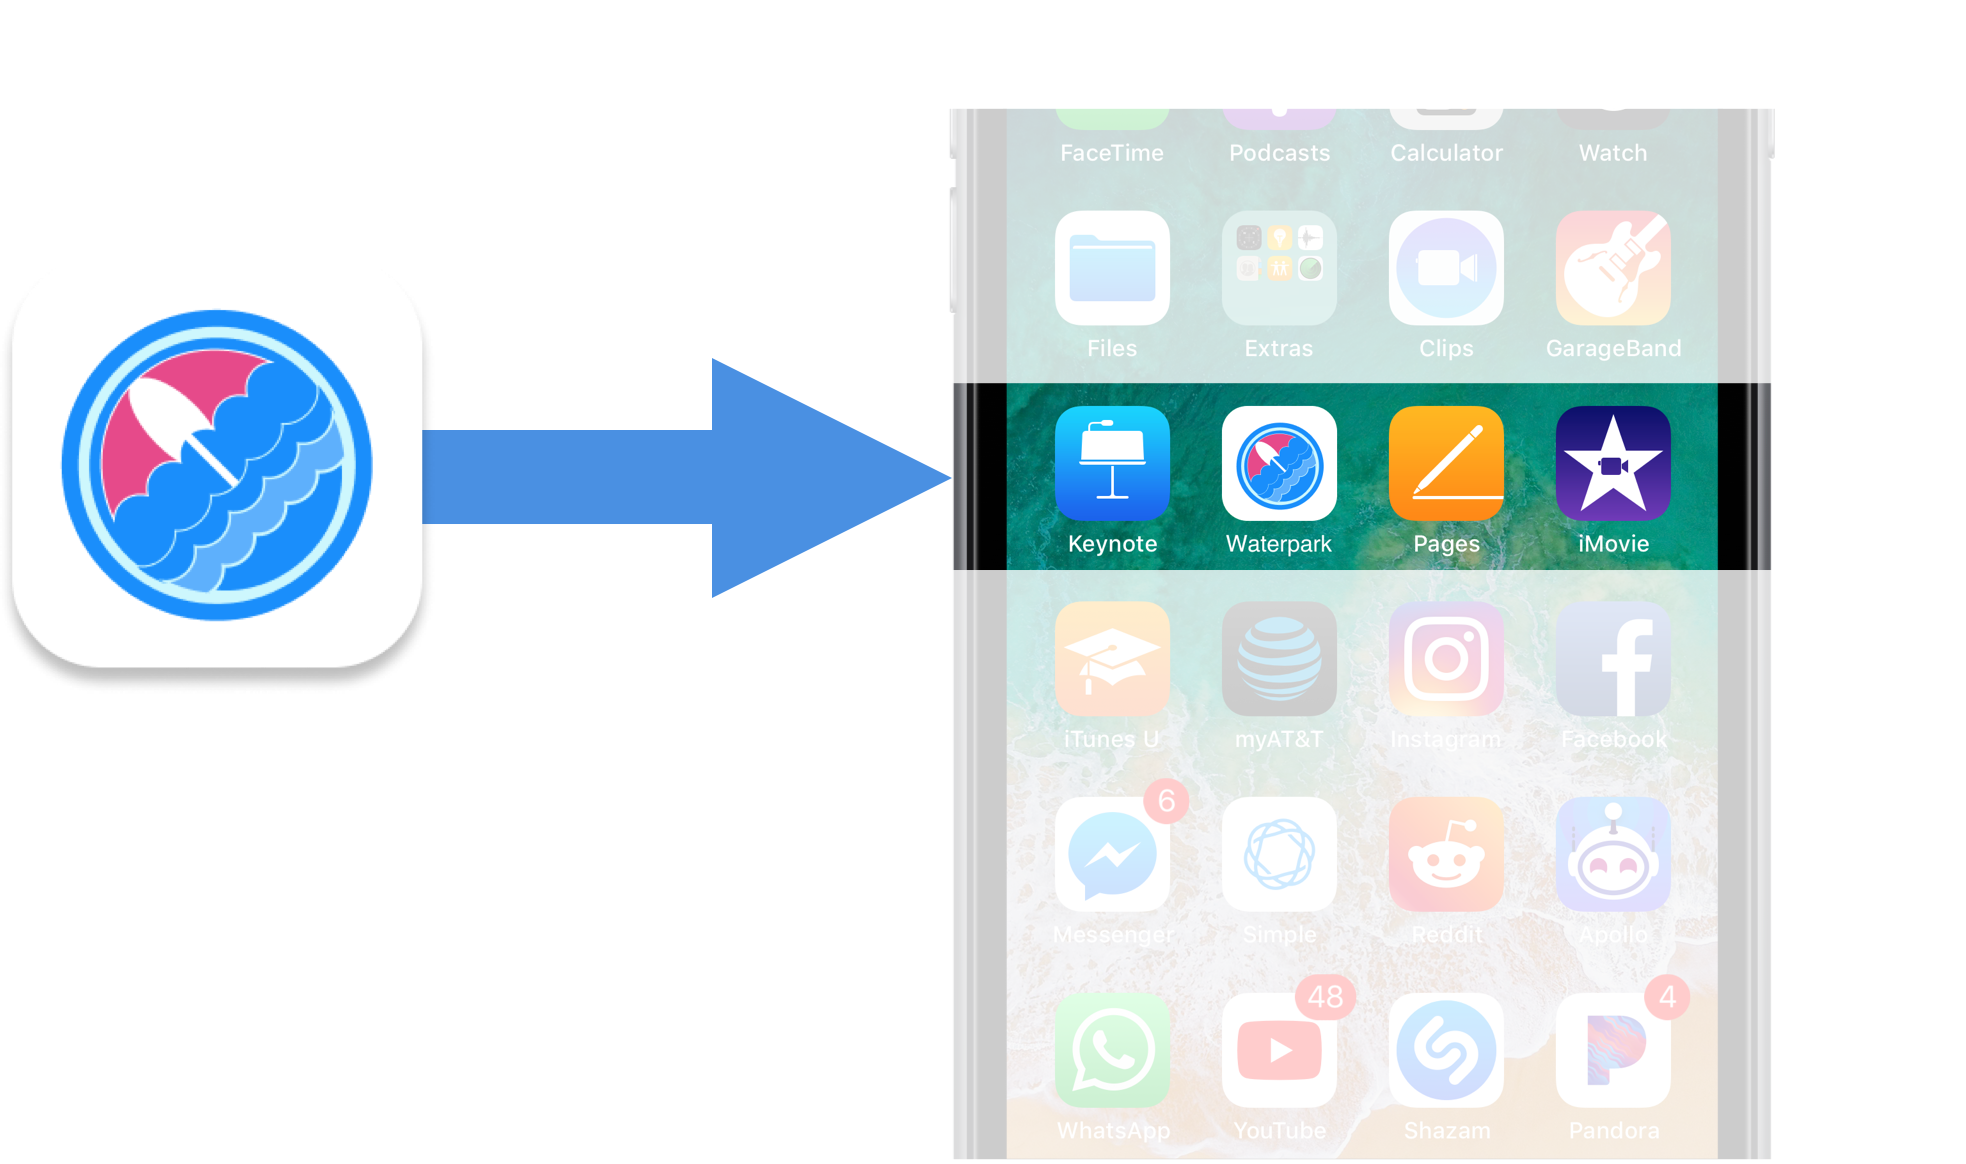 FaceTime Podcasts Calculator Watch
Files Extras Clips GarageBand
Keynote Waterpark Pages iMovie
iTunes U myAT&T Instagram Facebook
6
Messenger Simple Reddit Apollo
48 4
WhatsApp YouTube Shazam Pandora